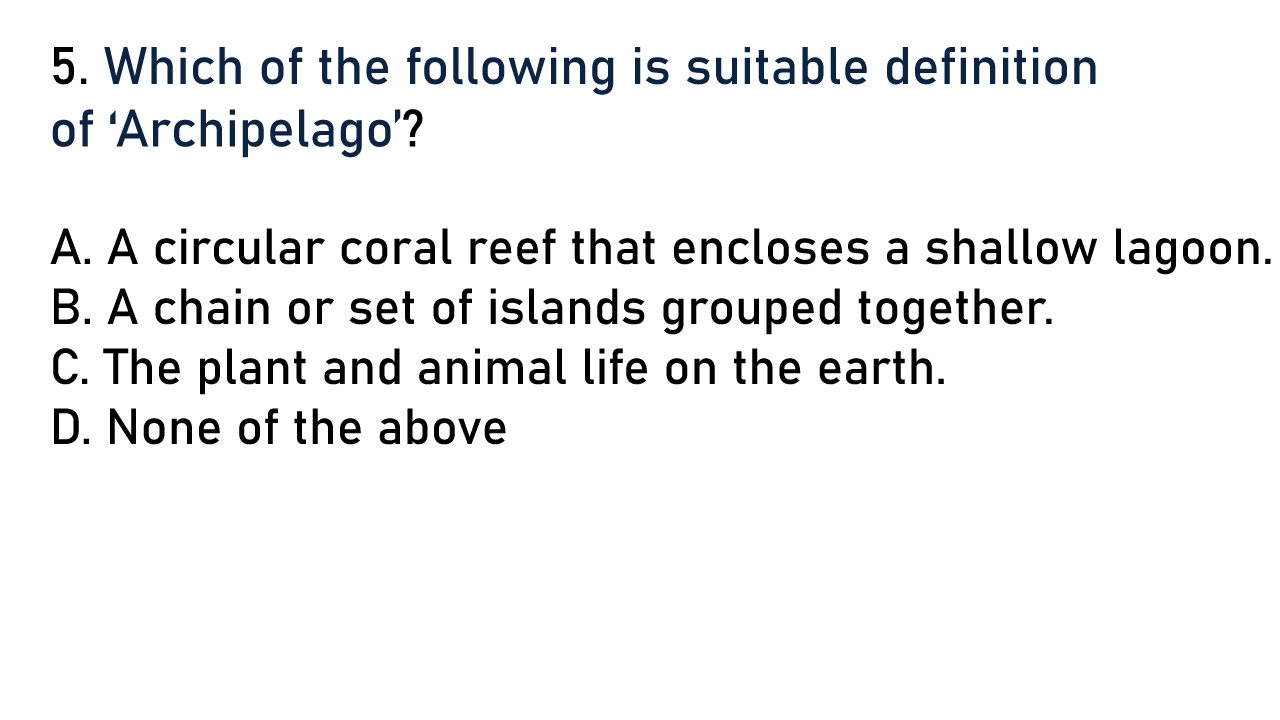 5. Which of the following is suitable definition
of ‘Archipelago’?
A. A circular coral reef that encloses a shallow lagoon.
B. A chain or set of islands grouped together.
C. The plant and animal life on the earth.
D. None of the above